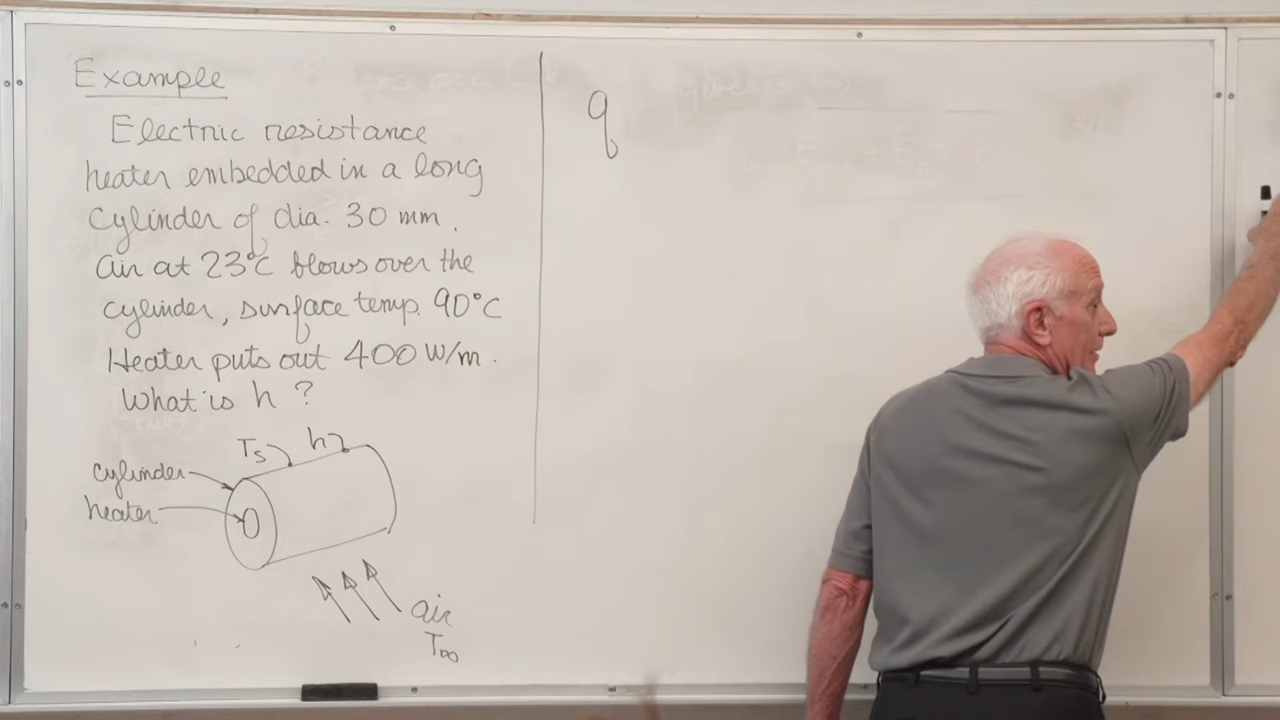 Example
Electric resistance
heater embedded in a long
cylinder of dia. 30 mm.
air at 23°C blows over the
cylinder, surface temp. 90°C
Heater puts out 400 W/m.
What is h ?
Ts h
cylinder
heater
air
T∞
q